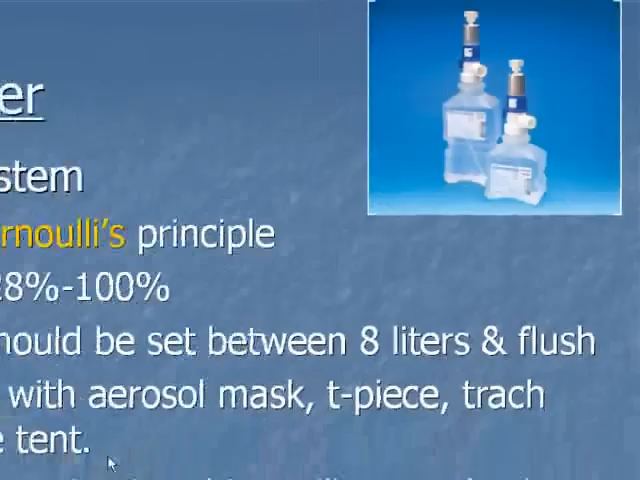 er
stem
rnoulli's principle
28%-100%
hould be set between 8 liters & flush
with aerosol mask, t-piece, trach
e tent.